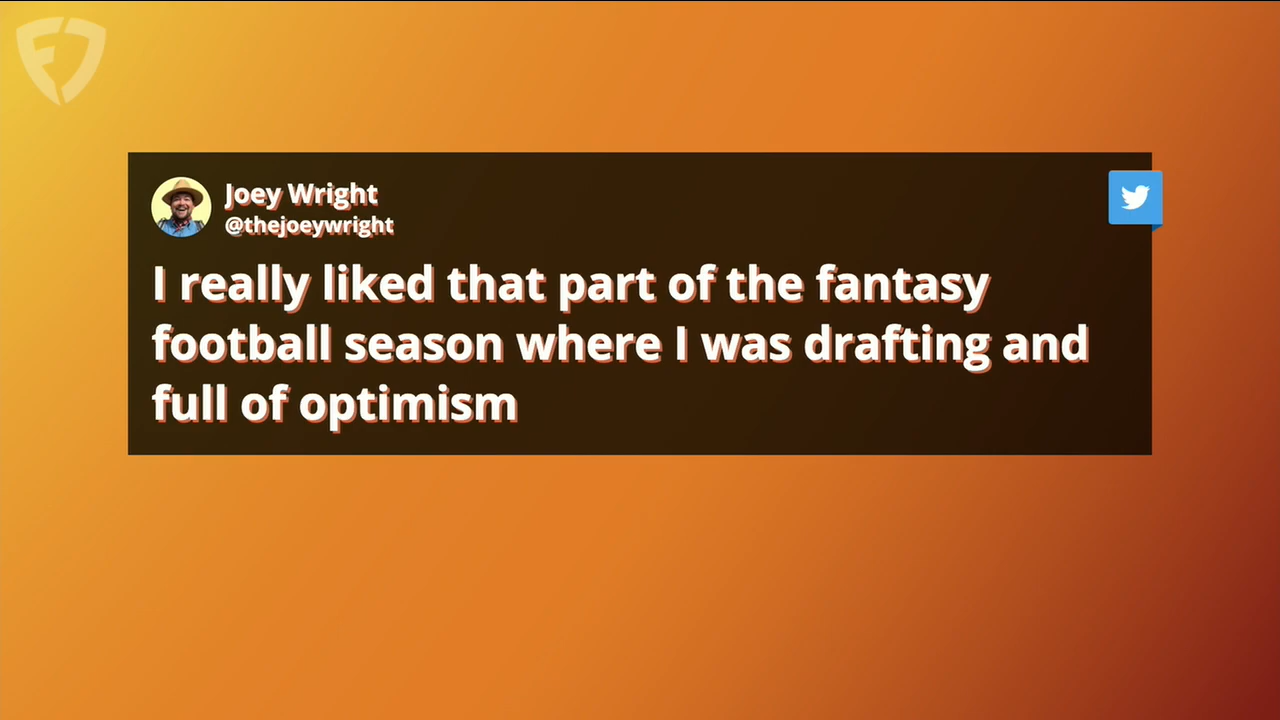 Joey Wright
@thejoeywright
I really liked that part of the fantasy
football season where I was drafting and
full of optimism